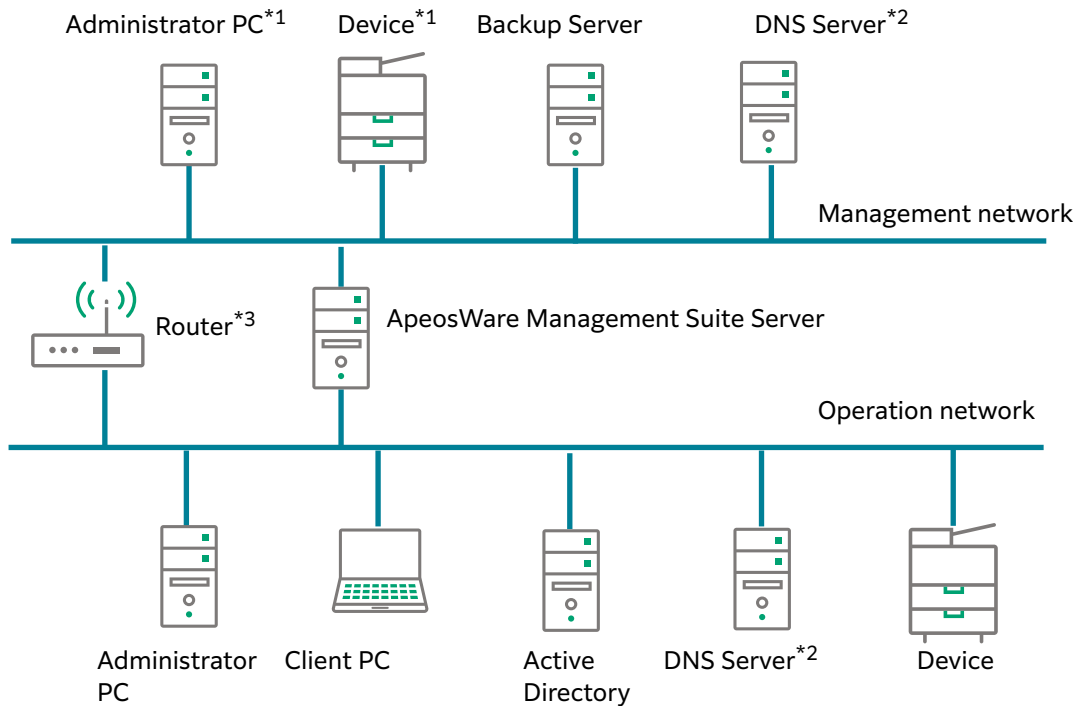 Administrator PC*1
Device*1
Backup Server
DNS Server*2
Management network
Router*3
ApeosWare Management Suite Server
Operation network
Administrator
PC
Client PC
Active
Directory
DNS Server*2
Device